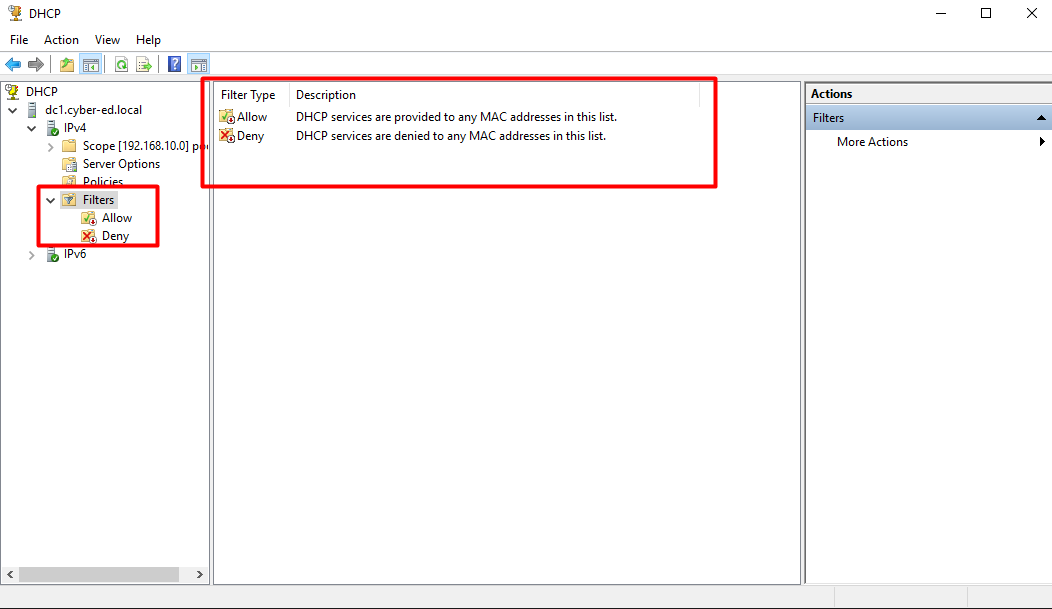 DHCP
File Action View Help
DHCP
dc1.cyber-ed.local
IPv4
Scope [192.168.10.0]
Server Options
Policies
Filters
Allow
Deny
IPv6
Filter Type Description
Allow DHCP services are provided to any MAC addresses in this list.
Deny DHCP services are denied to any MAC addresses in this list.
Actions
Filters
More Actions